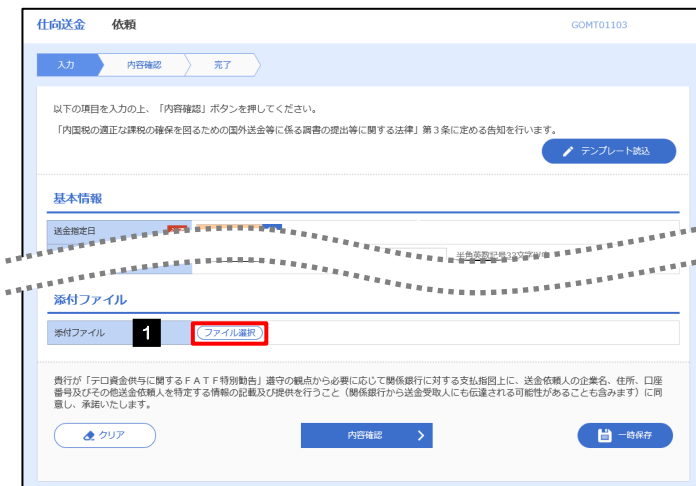 仕向送金 依頼 GOMT01103
入力 内容確認 完了
以下の項目を入力の上、「内容確認」ボタンを押してください。
「内国税の適正な課税の確保を図るための国外送金等に係る調書の提出等に関する法律」第3条に定める告知を行います。
テンプレート読込
基本情報
送金指定日
半角英数記号32文字以内
添付ファイル
添付ファイル 1 ファイル選択
貴行が「テロ資金供与に関するFATF特別勧告」遵守の観点から必要に応じて関係銀行に対する支払指図上に、送金依頼人の企業名、住所、口座
番号及びその他送金依頼人を特定する情報の記載及び提供を行うこと（関係銀行から送金受取人にも伝達される可能性があることも含みます）に同
意し、承諾いたします。
クリア 内容確認 一時保存